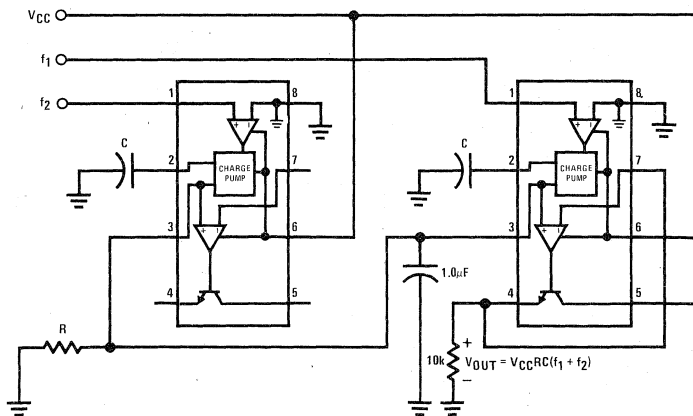 VCC
f1
f2
1
8
C
2
CHARGE
PUMP
7
3
6
4
5
R
1
8
C
2
CHARGE
PUMP
7
3
6
1.0μF
4
5
10k
+
VOUT = VCCRC(f1 + f2)
−
+
−
+
−
+
−
+
−